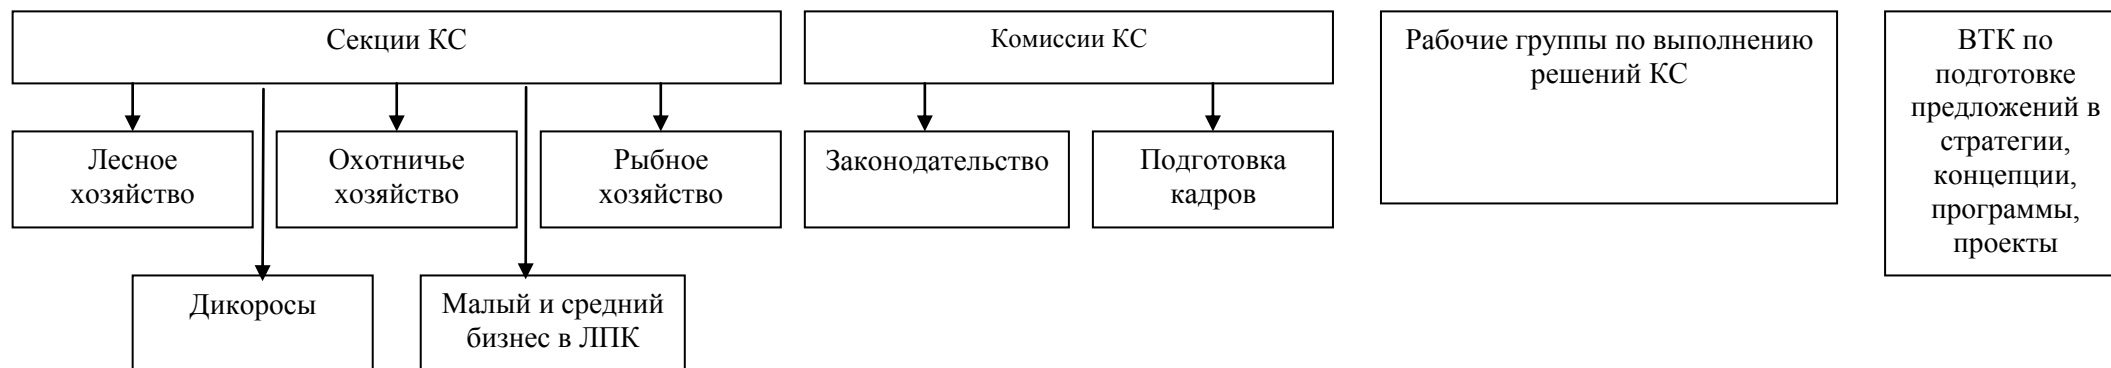 Секции КС
Комиссии КС
Рабочие группы по выполнению
решений КС
ВТК по
подготовке
предложений в
стратегии,
концепции,
программы,
проекты
Лесное
хозяйство
Охотничье
хозяйство
Рыбное
хозяйство
Законодательство
Подготовка
кадров
Дикоросы
Малый и средний
бизнес в ЛПК